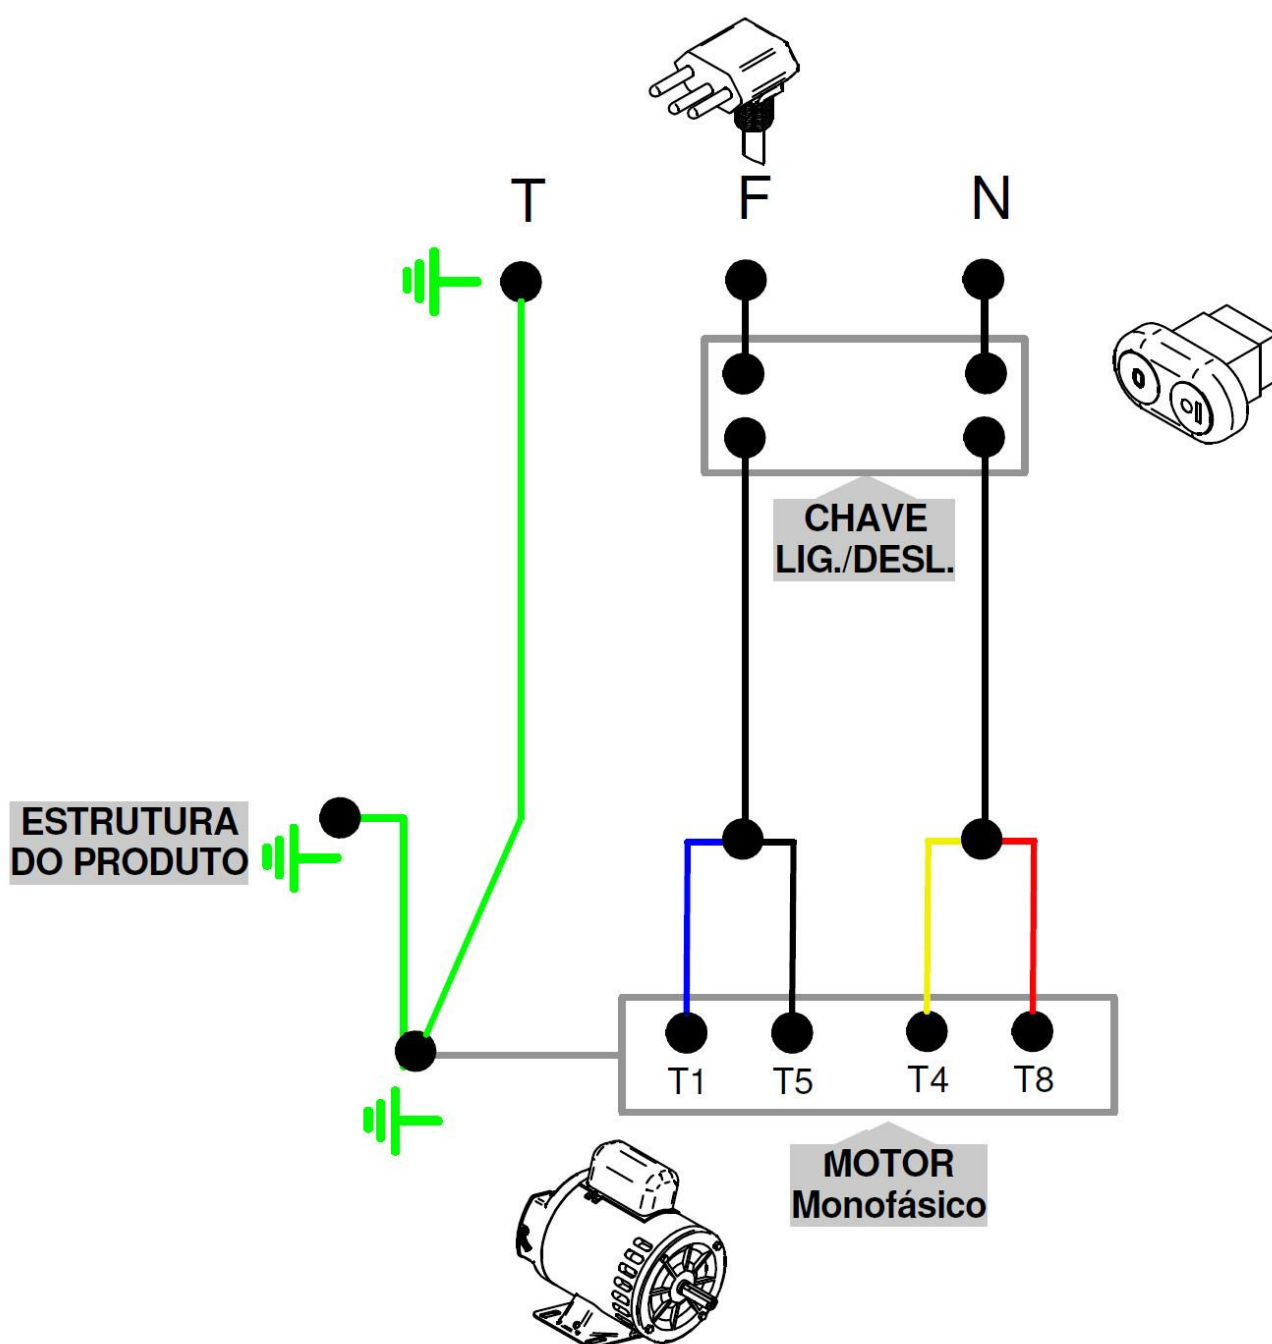 T
F
N
CHAVE
LIG./DESL.
ESTRUTURA
DO PRODUTO
T1
T5
T4
T8
MOTOR
Monofásico